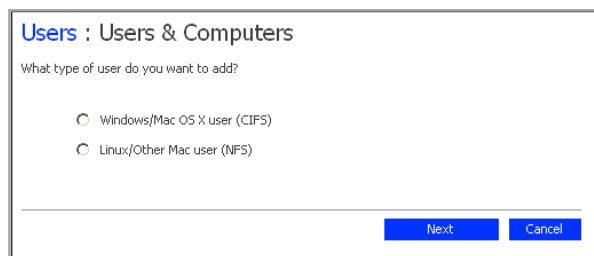 Users : Users & Computers
What type of user do you want to add?
Windows/Mac OS X user (CIFS)
Linux/Other Mac user (NFS)
Next Cancel